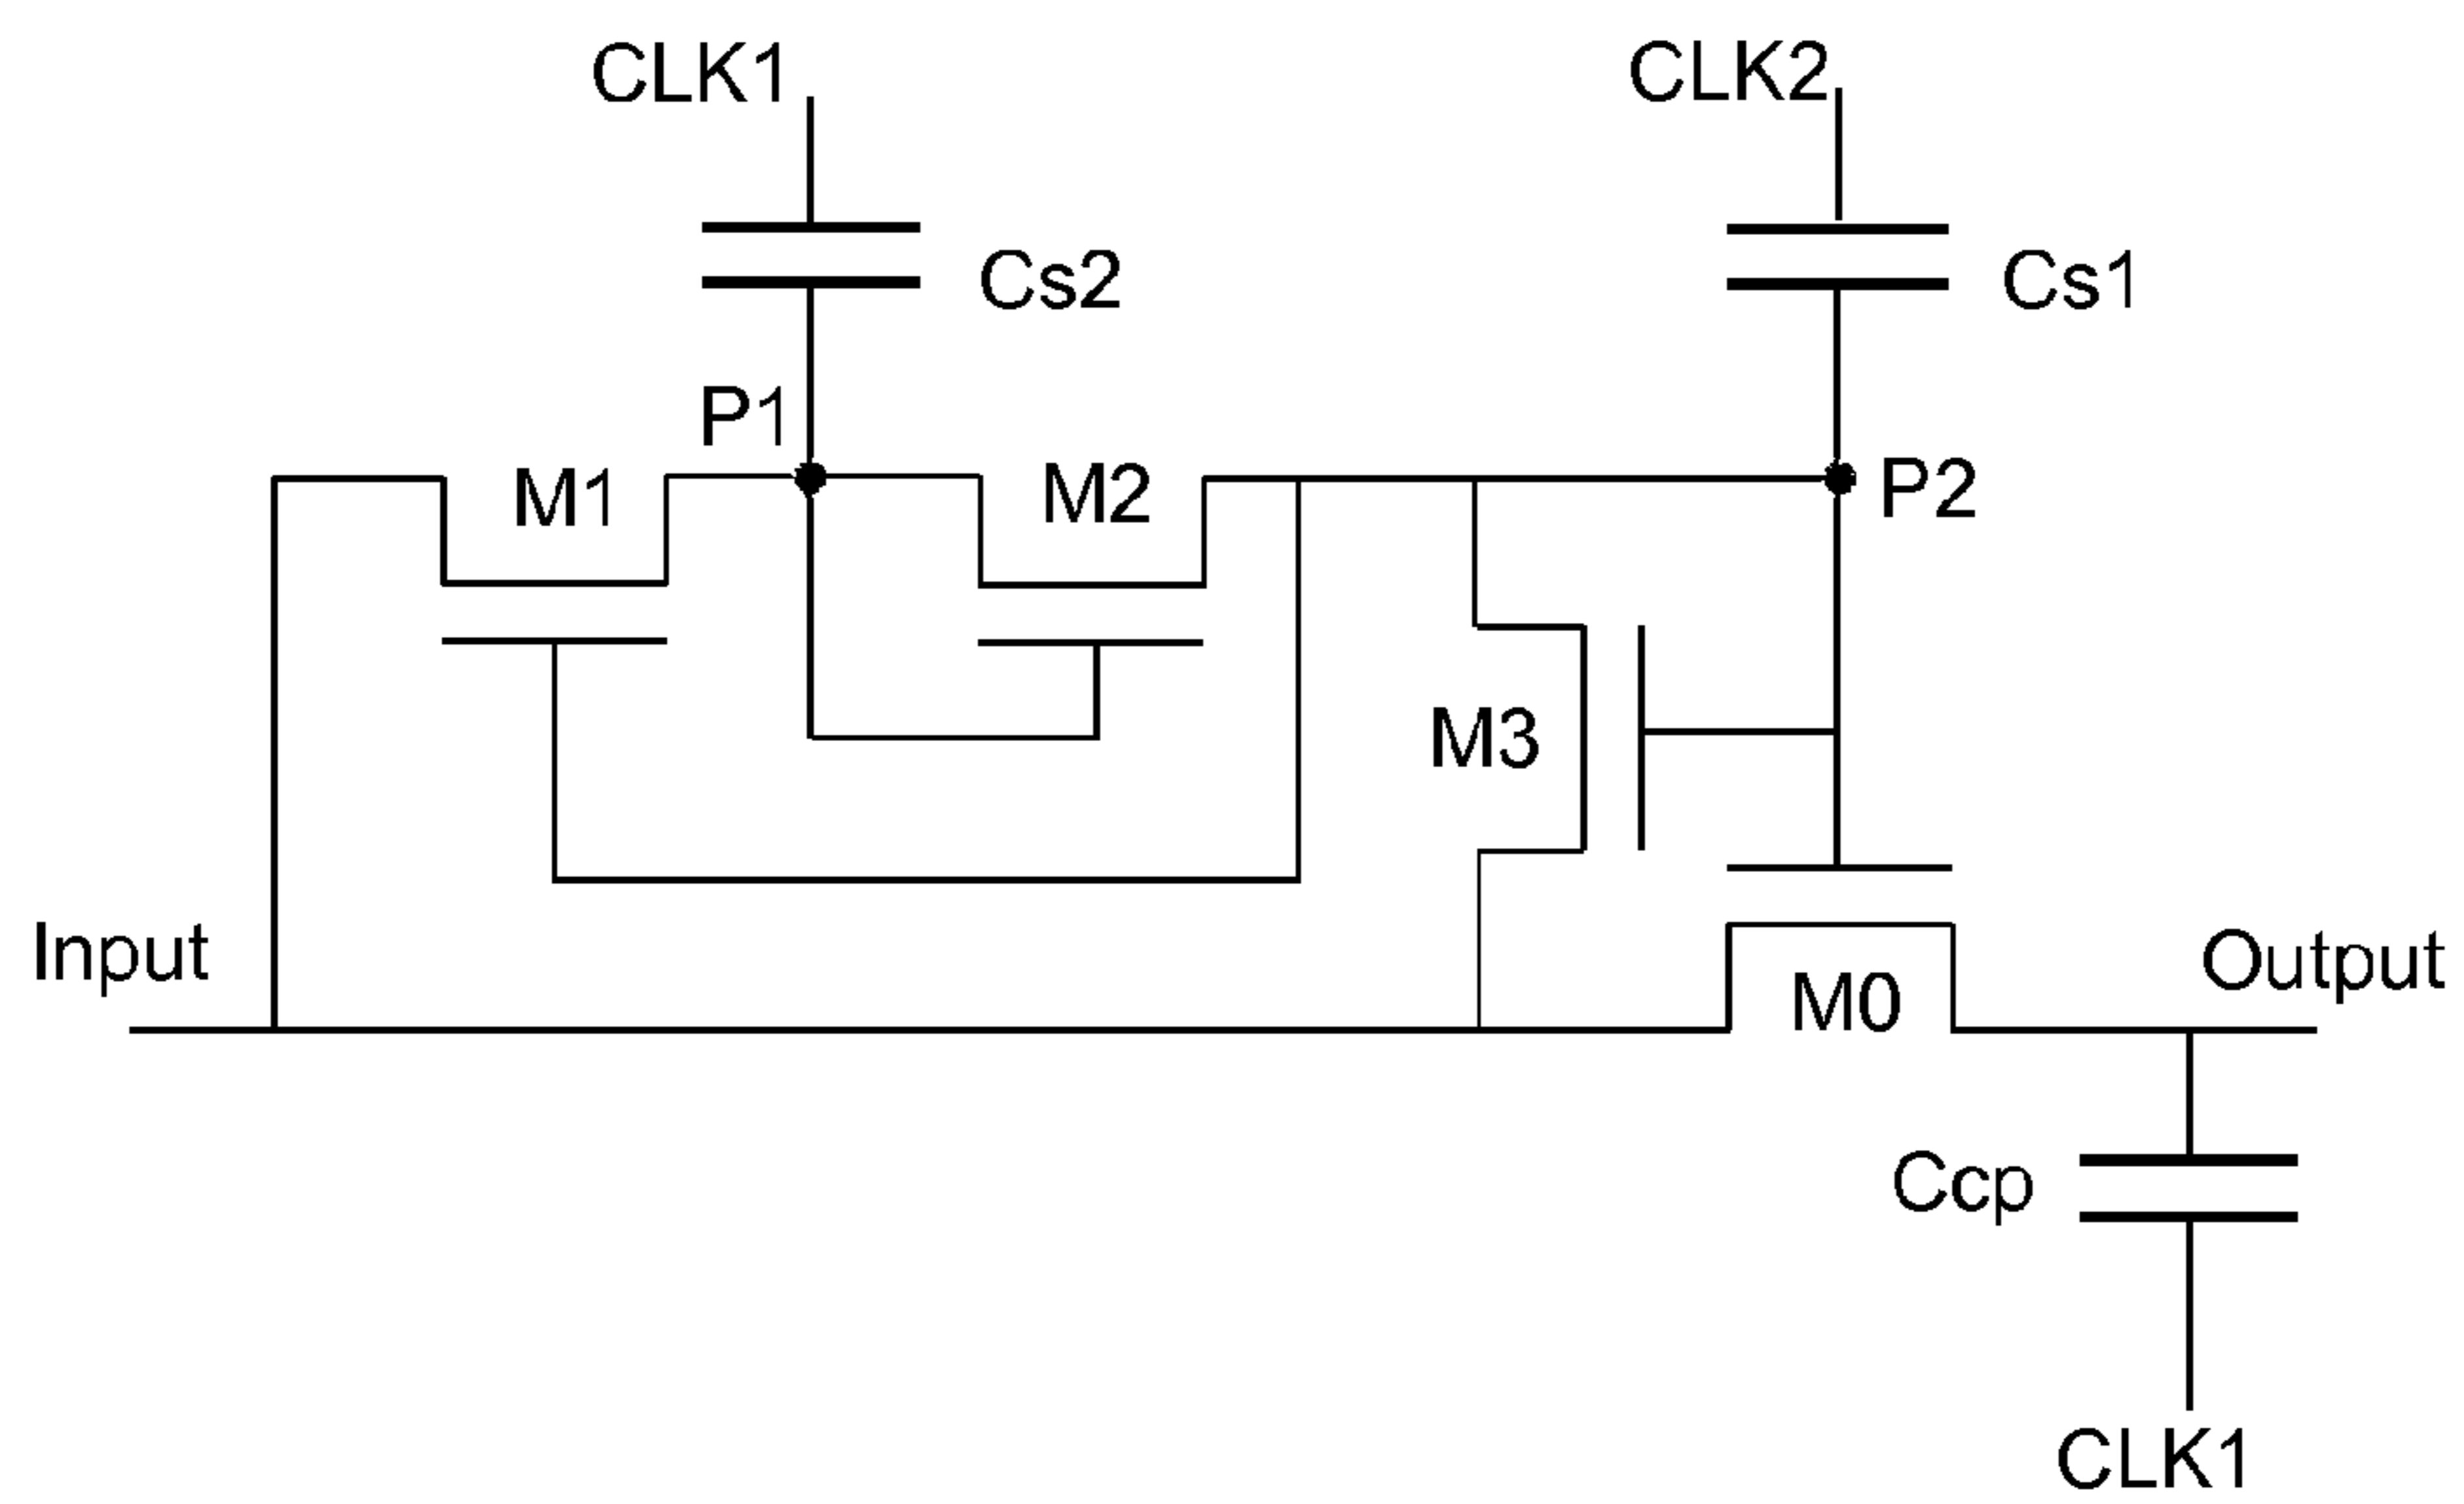 CLK1
CLK2
Cs2
Cs1
P1
M1
M2
P2
M3
Input
M0
Output
Ccp
CLK1